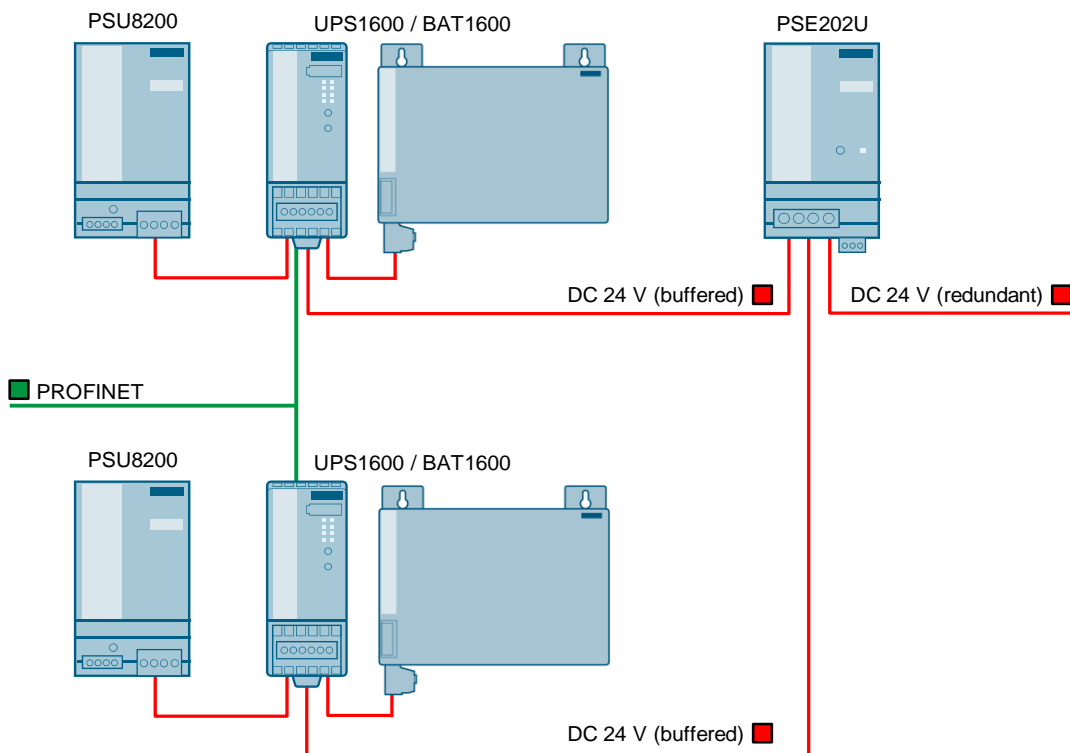 PSU8200
UPS1600 / BAT1600
PSE202U
DC 24 V (buffered)
DC 24 V (redundant)
PROFINET
PSU8200
UPS1600 / BAT1600
DC 24 V (buffered)